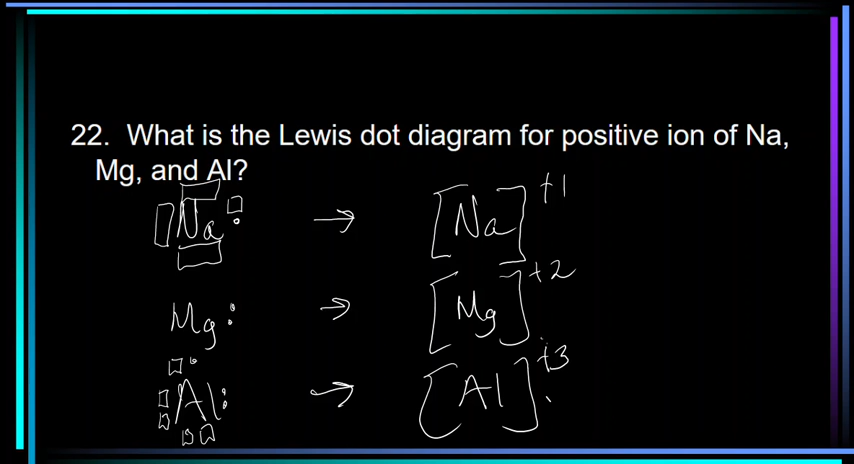 22. What is the Lewis dot diagram for positive ion of Na,
Mg, and Al?
Na → [Na]+1
Mg: → [Mg]+2
Al: → [Al]+3